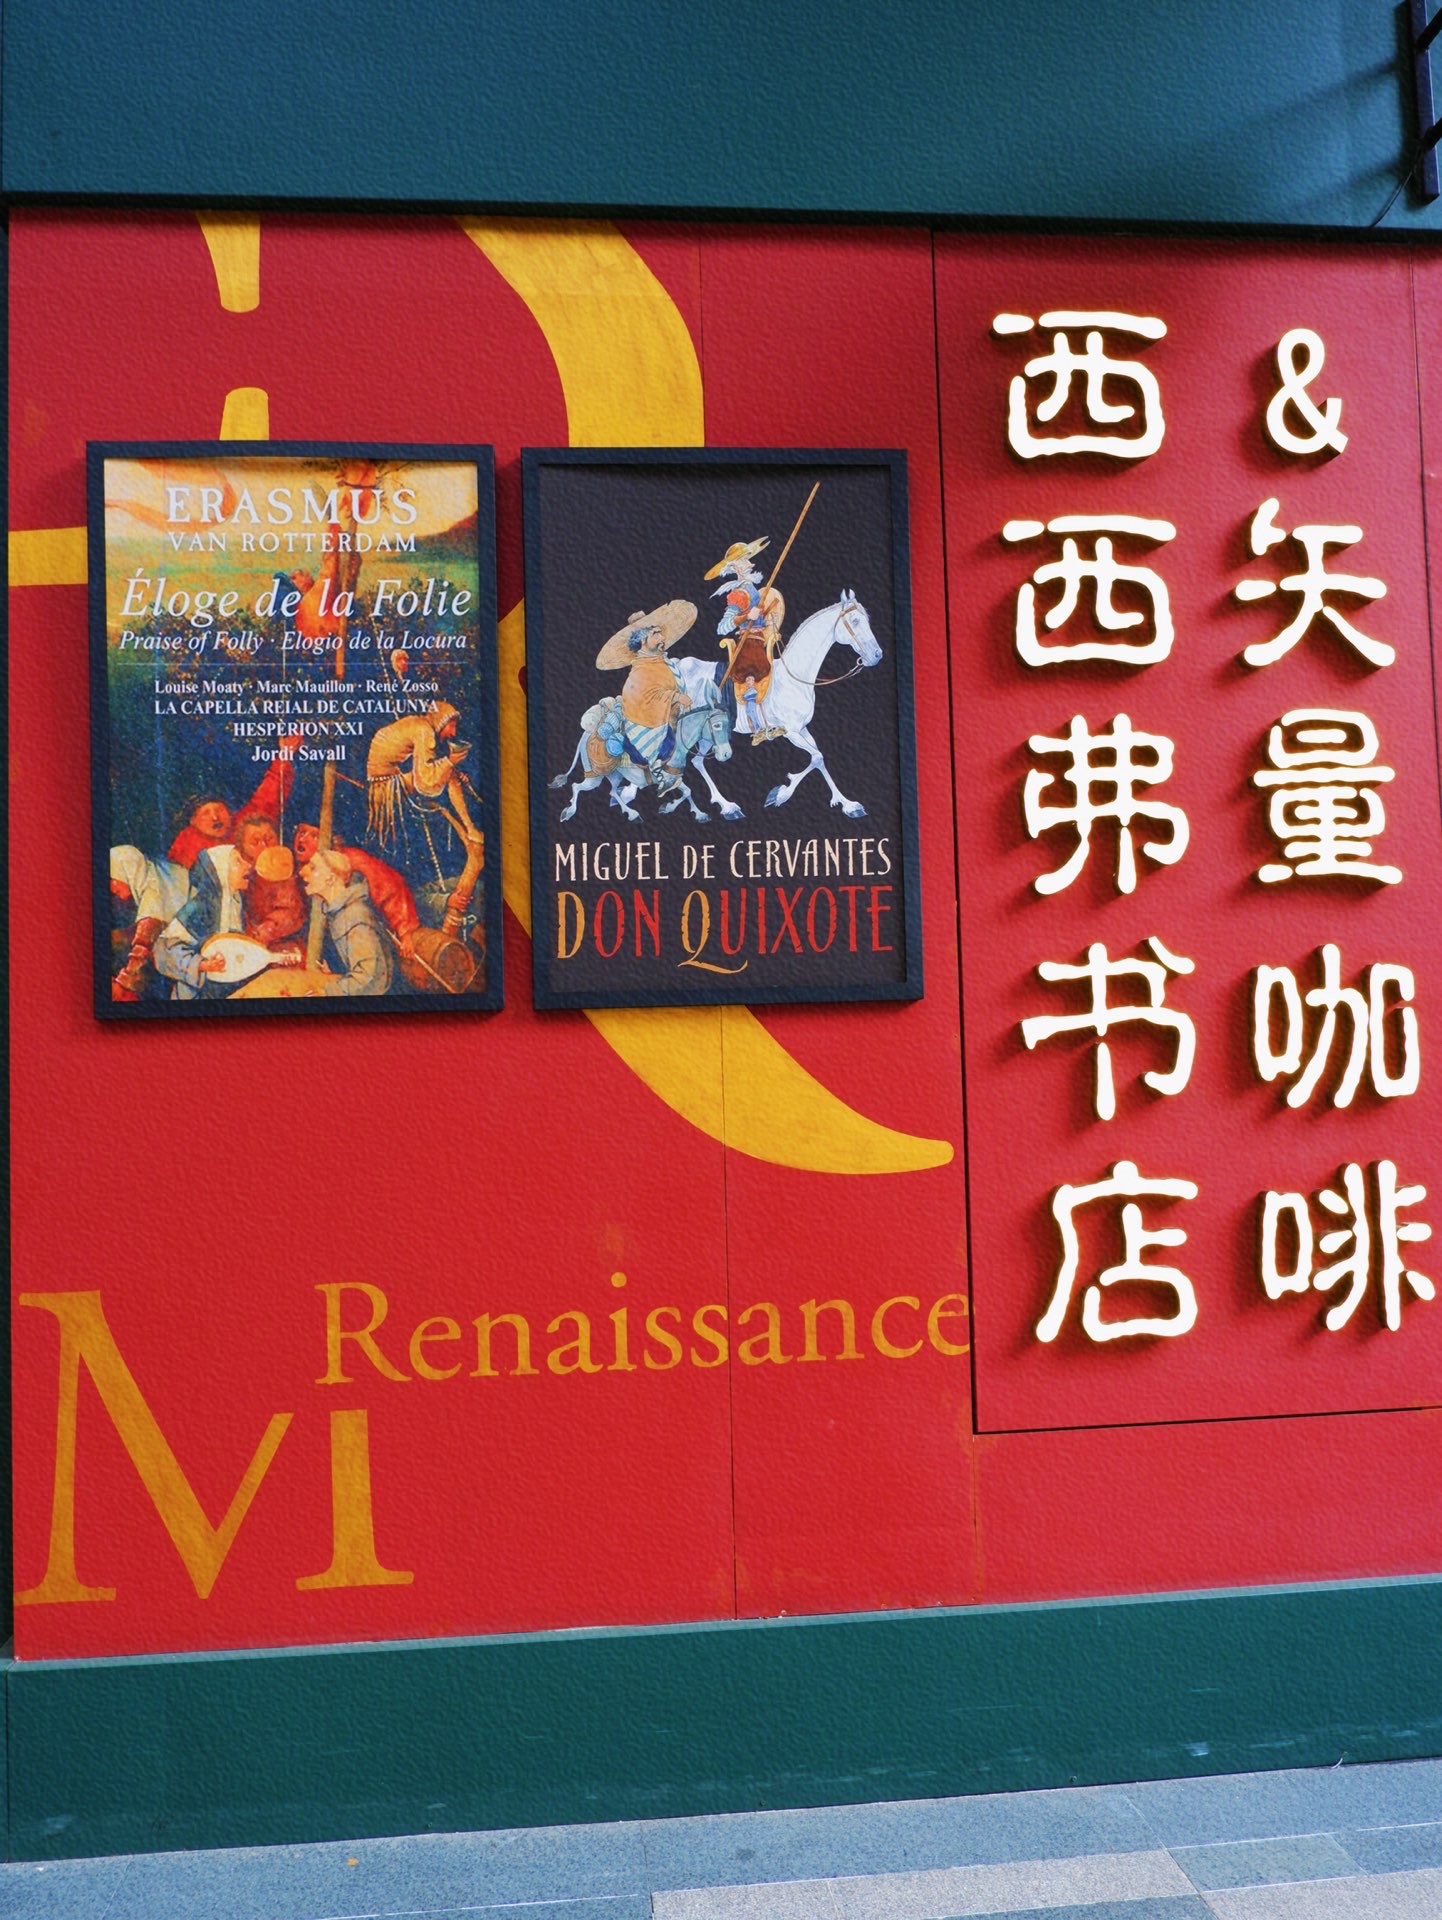 ERASMUS
VAN ROTTERDAM
Éloge de la Folie
Praise of Folly · Elogio de la Locura
Louise Moaty · Marc Mauillon · René Zosso
LA CAPELLA REIAL DE CATALUNYA
HESPÈRION XXI
Jordi Savall
MIGUEL DE CERVANTES
DON QUIXOTE
Renaissance
M
西西弗书店
&矢量咖啡